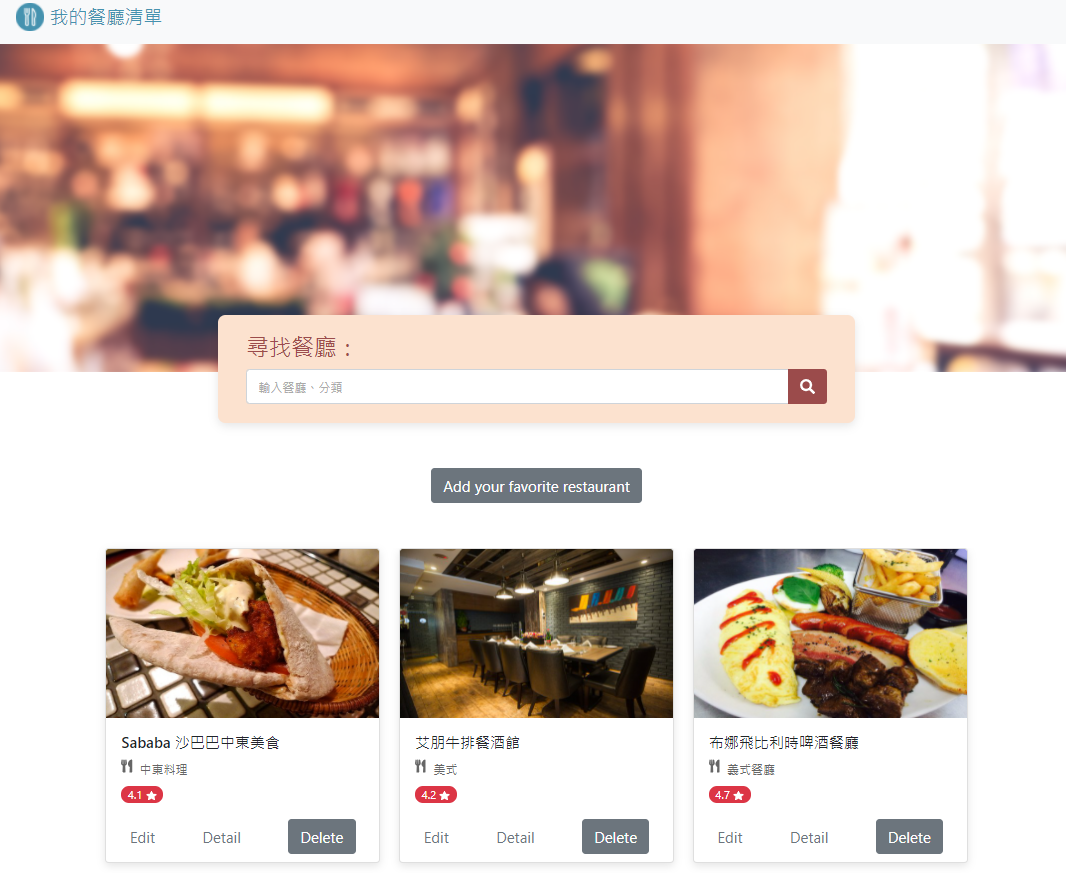 我的餐廳清單
尋找餐廳：
輸入餐廳、分類
Add your favorite restaurant
Sababa 沙巴巴中東美食
中東料理
4.1
Edit Detail Delete
艾朋牛排餐酒館
美式
4.2
Edit Detail Delete
布娜飛比利時啤酒餐廳
義式餐廳
4.7
Edit Detail Delete